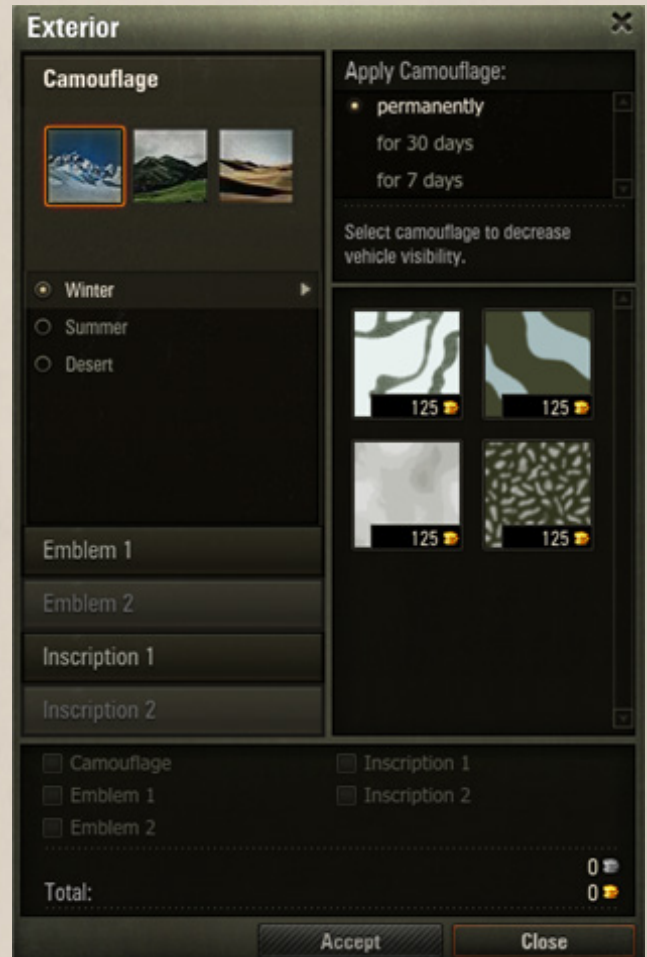 Exterior
Camouflage
Winter
Summer
Desert
Emblem 1
Emblem 2
Inscription 1
Inscription 2
Apply Camouflage:
permanently
for 30 days
for 7 days
Select camouflage to decrease
vehicle visibility.
125
125
125
125
Camouflage
Emblem 1
Emblem 2
Inscription 1
Inscription 2
0
Total:
0
Accept
Close